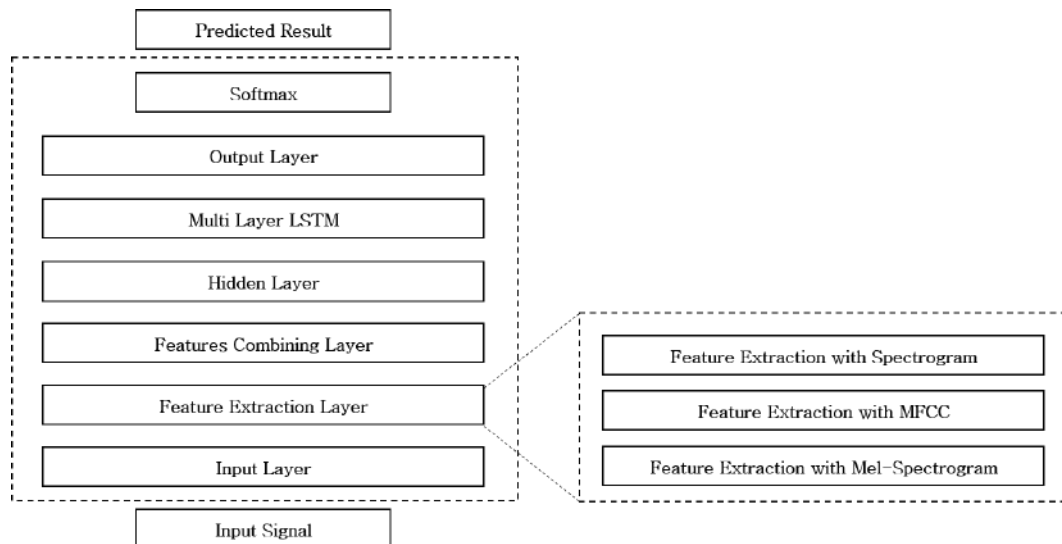 Predicted Result
Softmax
Output Layer
Multi Layer LSTM
Hidden Layer
Features Combining Layer
Feature Extraction Layer
Input Layer
Input Signal
Feature Extraction with Spectrogram
Feature Extraction with MFCC
Feature Extraction with Mel-Spectrogram